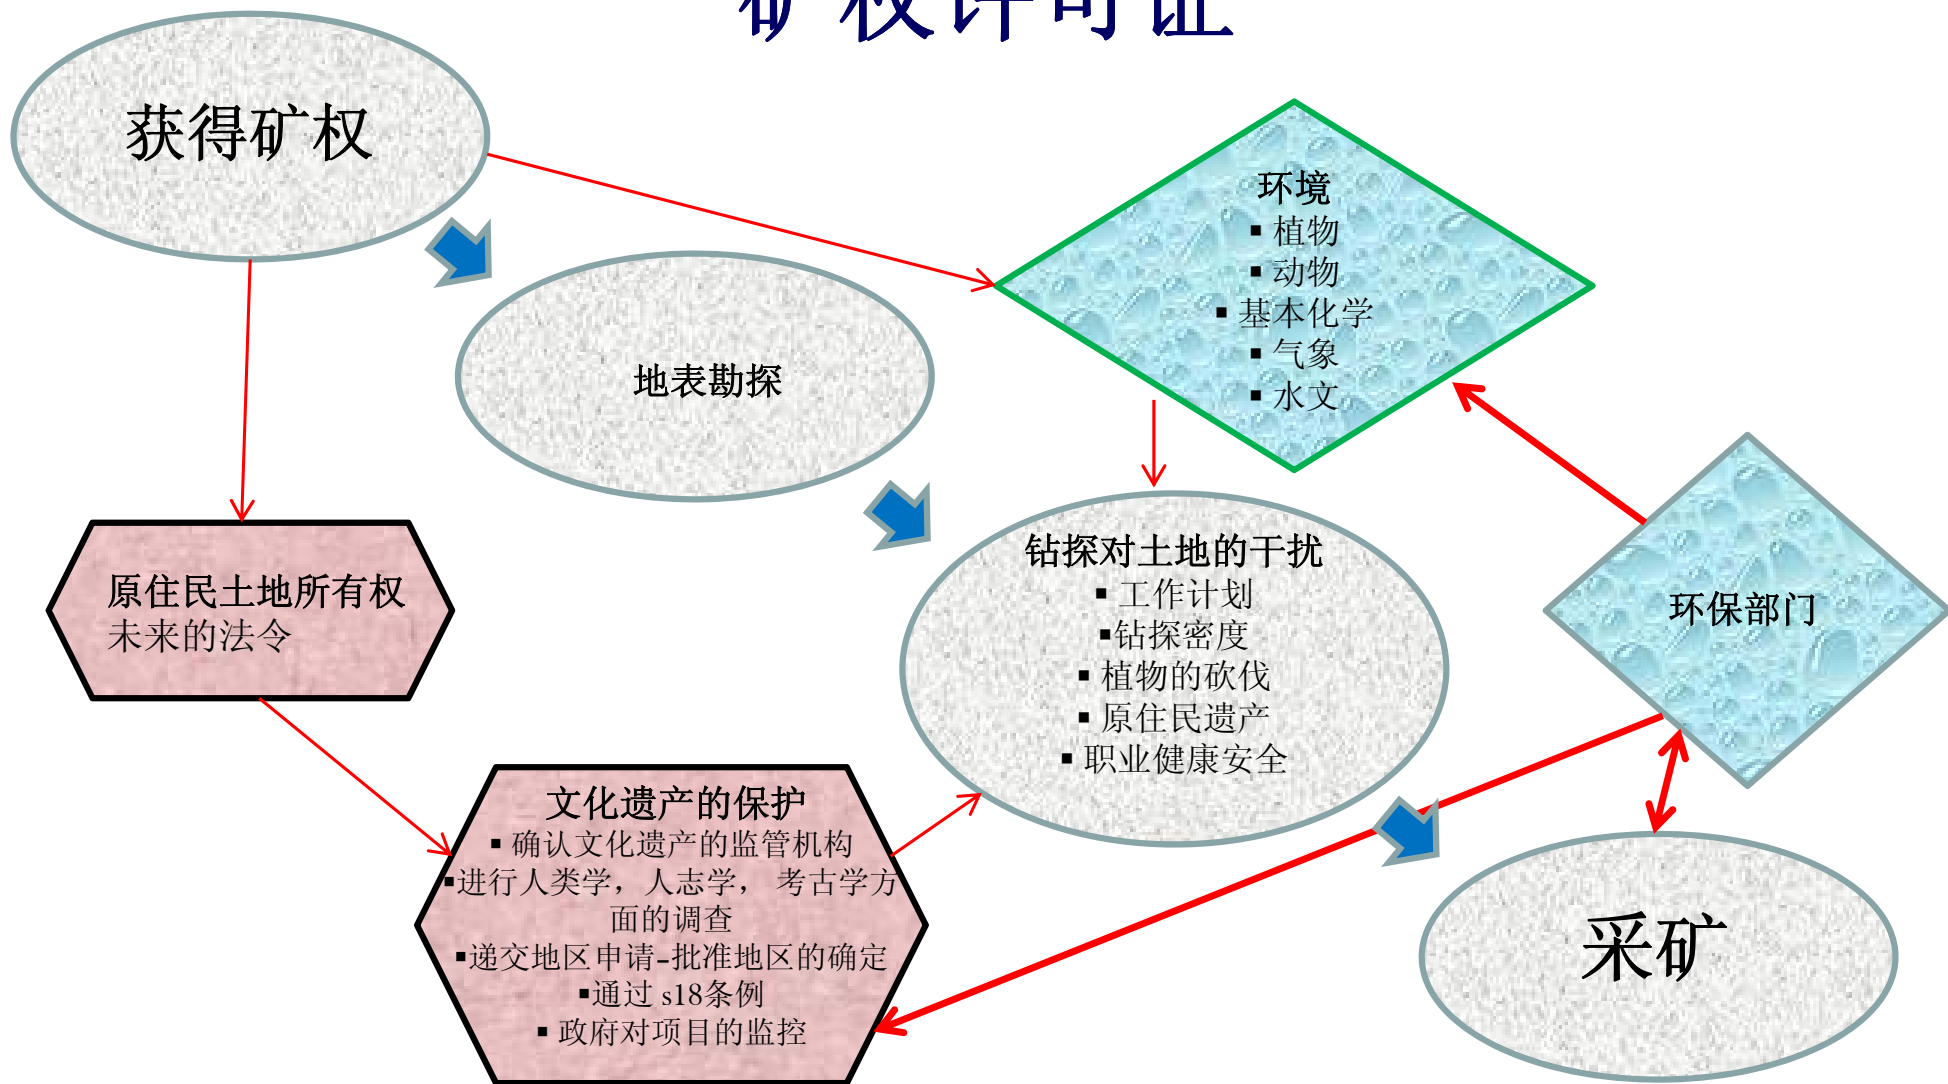 矿权许可证
获得矿权
环境
▪ 植物
▪ 动物
▪ 基本化学
▪ 气象
▪ 水文
地表勘探
钻探对土地的干扰
▪ 工作计划
▪钻探密度
▪ 植物的砍伐
▪ 原住民遗产
▪ 职业健康安全
原住民土地所有权
未来的法令
环保部门
文化遗产的保护
▪ 确认文化遗产的监管机构
▪进行人类学，人志学， 考古学方
面的调查
▪递交地区申请-批准地区的确定
▪通过 s18条例
▪ 政府对项目的监控
采矿